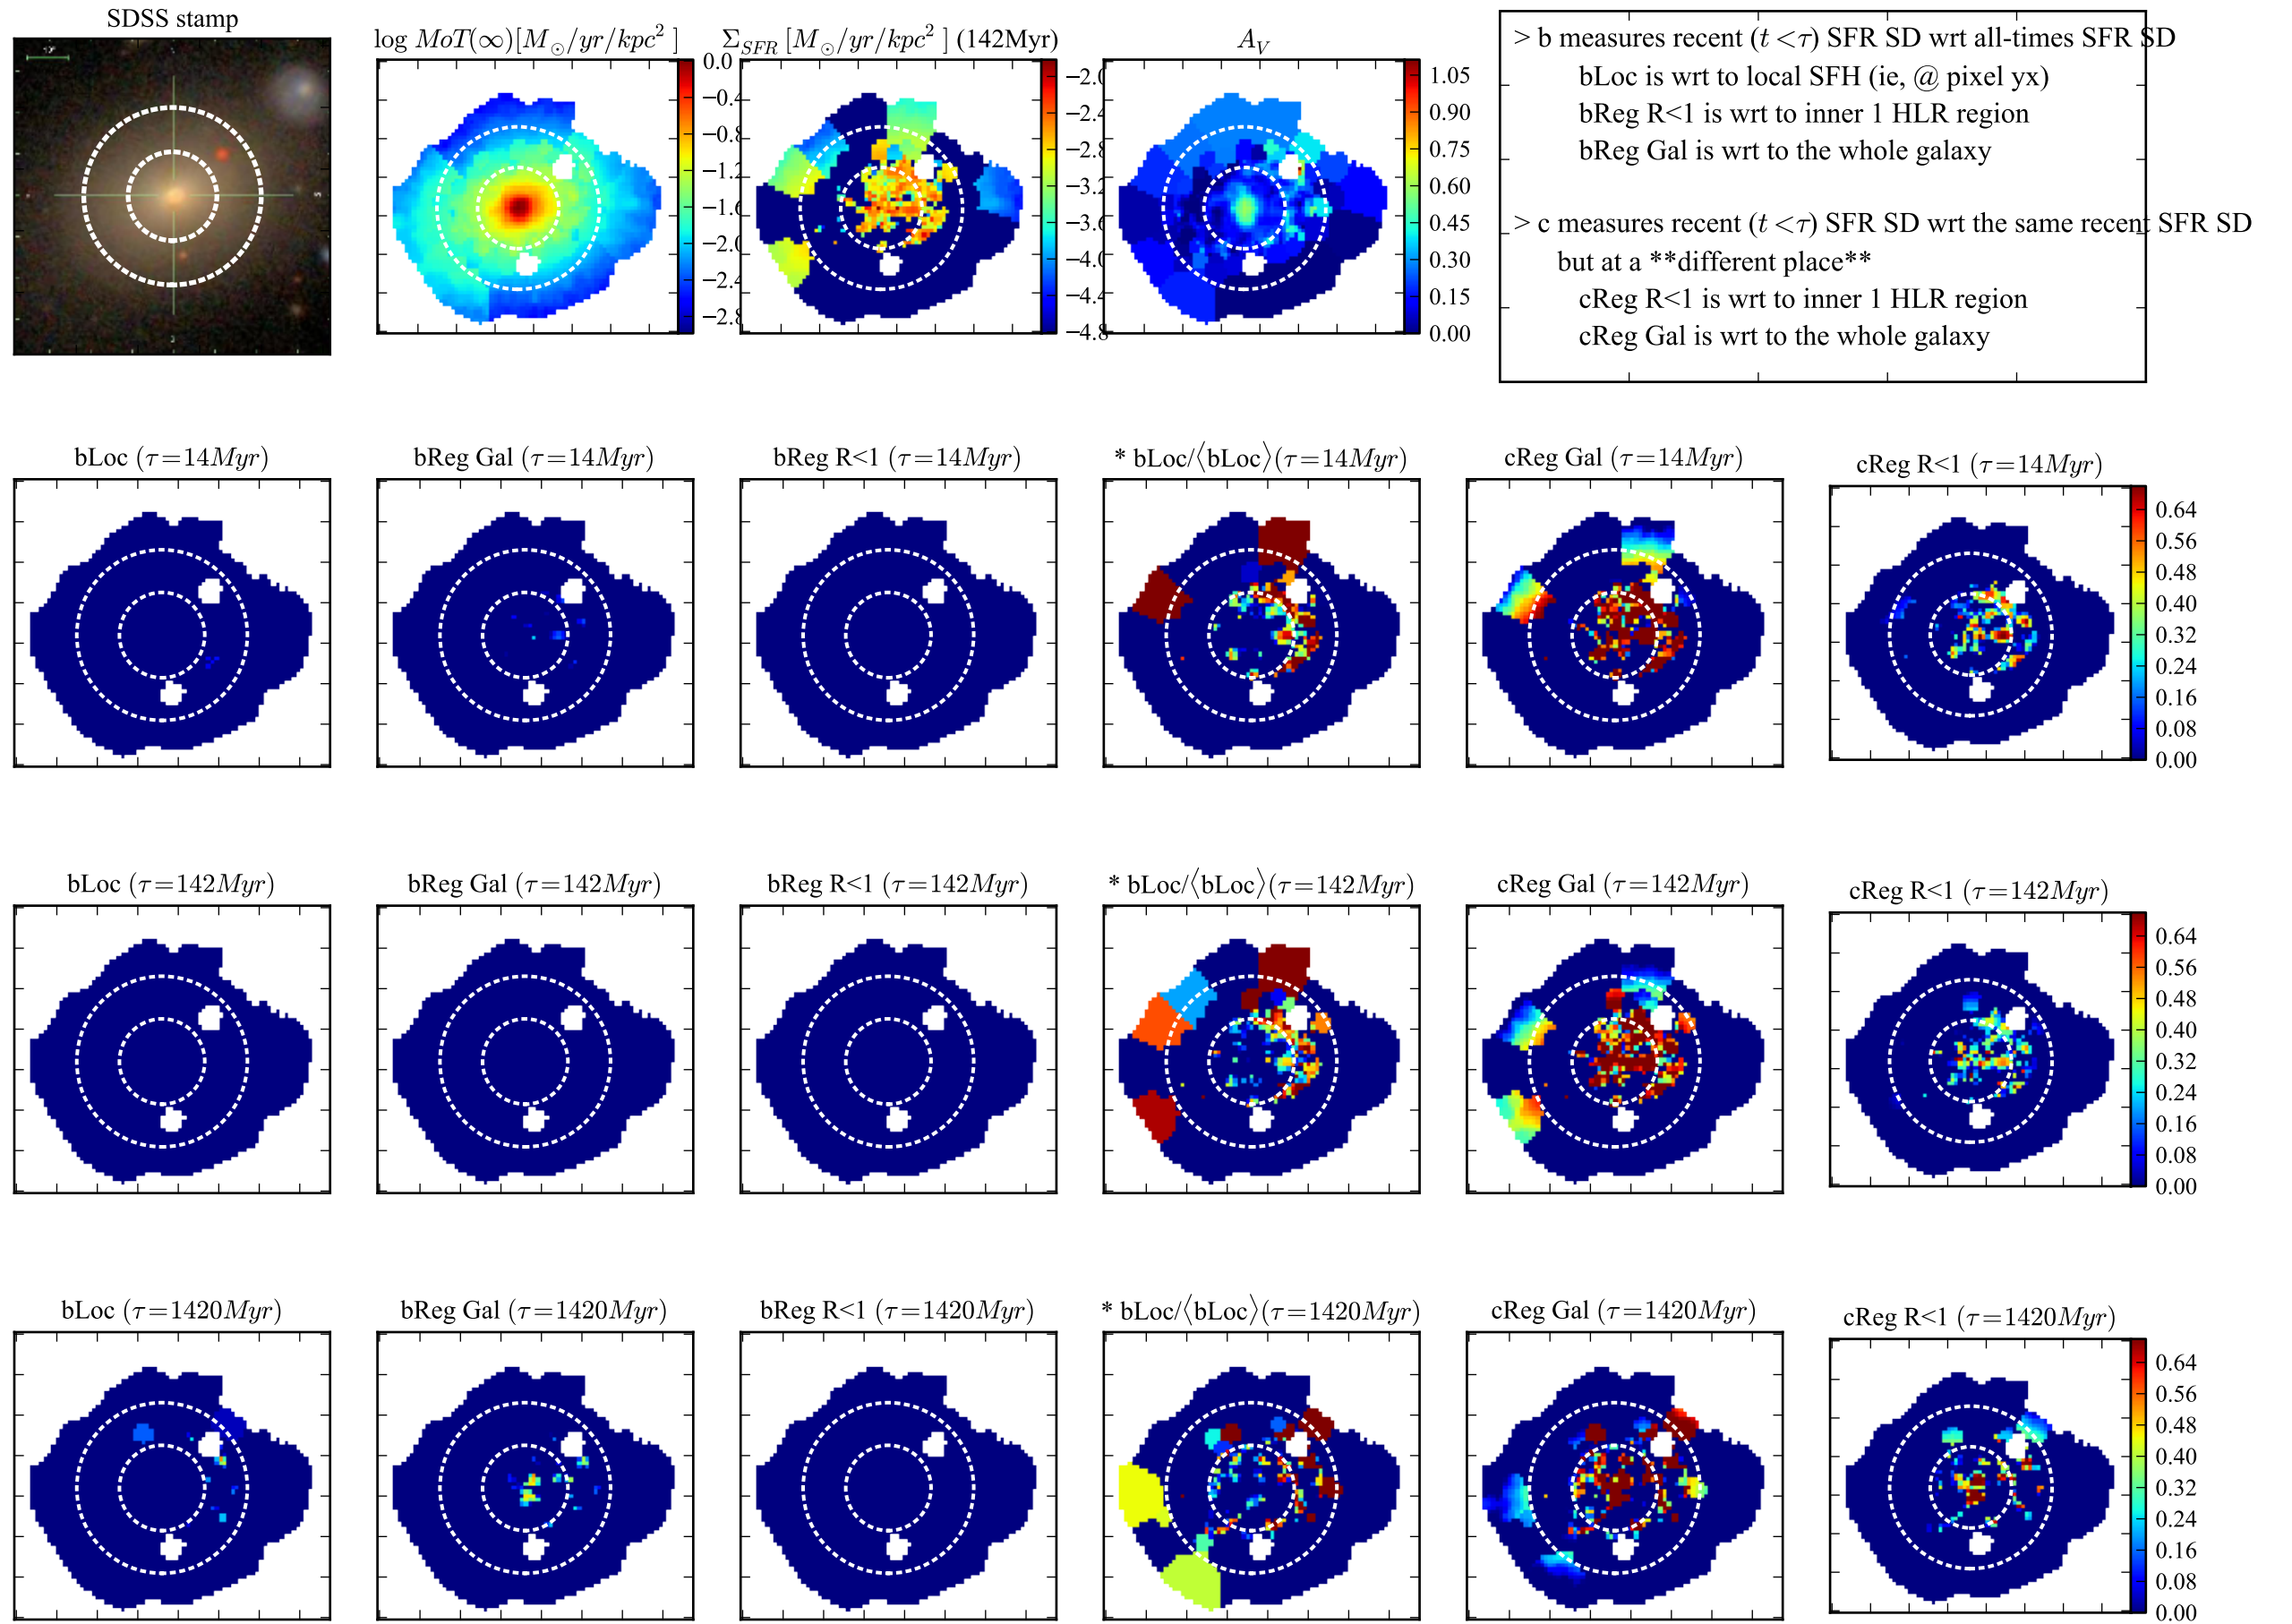 SDSS stamp
log MoT(∞)[M⊙/yr/kpc² ]
Σ_SFR [M⊙/yr/kpc² ] (142Myr)
A_V
0.0
−0.4
−0.8
−1.2
−1.6
−2.0
−2.4
−2.8
−2.0
−2.4
−2.8
−3.2
−3.6
−4.0
−4.4
−4.8
1.05
0.90
0.75
0.60
0.45
0.30
0.15
0.00
> b measures recent (t <τ) SFR SD wrt all-times SFR SD
bLoc is wrt to local SFH (ie, @ pixel yx)
bReg R<1 is wrt to inner 1 HLR region
bReg Gal is wrt to the whole galaxy
> c measures recent (t <τ) SFR SD wrt the same recent SFR SD
but at a **different place**
cReg R<1 is wrt to inner 1 HLR region
cReg Gal is wrt to the whole galaxy
bLoc (τ=14Myr)
bReg Gal (τ=14Myr)
bReg R<1 (τ=14Myr)
* bLoc/⟨bLoc⟩(τ=14Myr)
cReg Gal (τ=14Myr)
cReg R<1 (τ=14Myr)
0.64
0.56
0.48
0.40
0.32
0.24
0.16
0.08
0.00
bLoc (τ=142Myr)
bReg Gal (τ=142Myr)
bReg R<1 (τ=142Myr)
* bLoc/⟨bLoc⟩(τ=142Myr)
cReg Gal (τ=142Myr)
cReg R<1 (τ=142Myr)
0.64
0.56
0.48
0.40
0.32
0.24
0.16
0.08
0.00
bLoc (τ=1420Myr)
bReg Gal (τ=1420Myr)
bReg R<1 (τ=1420Myr)
* bLoc/⟨bLoc⟩(τ=1420Myr)
cReg Gal (τ=1420Myr)
cReg R<1 (τ=1420Myr)
0.64
0.56
0.48
0.40
0.32
0.24
0.16
0.08
0.00